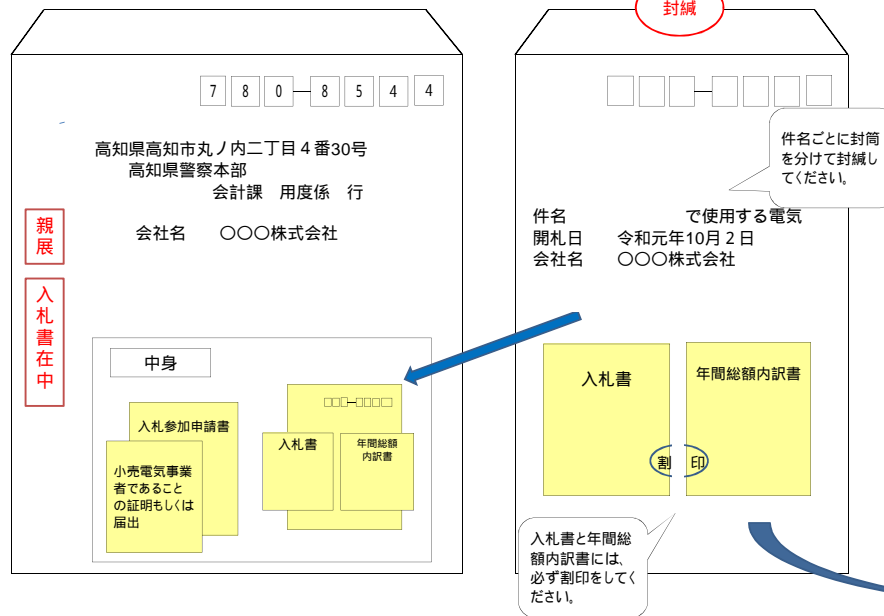 7 8 0 8 5 4 4
高知県高知市丸ノ内二丁目4番30号
高知県警察本部
会計課 用度係 行
会社名 ○○○株式会社
親展
入札書在中
中身
入札参加申請書
小売電気事業
者であること
の証明もしくは
届出
入札書
年間総額
内訳書
封緘
件名ごとに封筒
を分けて封緘し
てください。
件名 で使用する電気
開札日 令和元年10月2日
会社名 ○○○株式会社
入札書
年間総額内訳書
割 印
入札書と年間総
額内訳書には、
必ず割印をしてく
ださい。